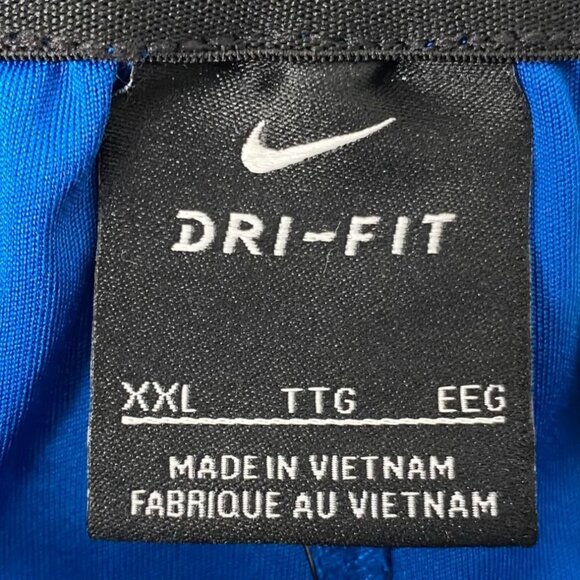 DRI-FIT
XXL TTG EEG
MADE IN VIETNAM
FABRIQUE AU VIETNAM